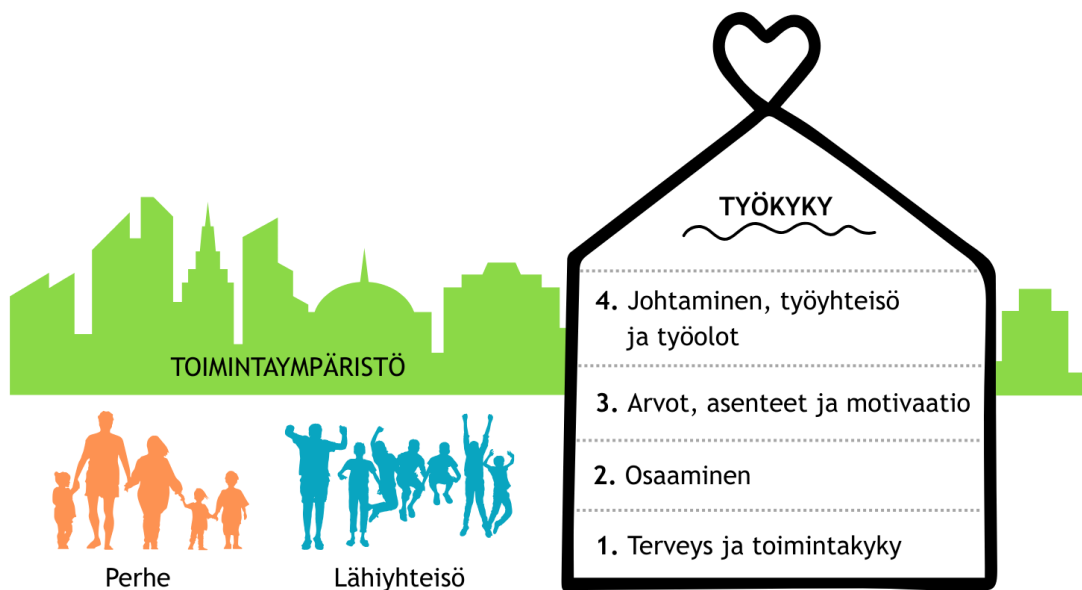 TYÖKYKY
4. Johtaminen, työyhteisö
ja työolot
3. Arvot, asenteet ja motivaatio
2. Osaaminen
1. Terveys ja toimintakyky
TOIMINTAYMPÄRISTÖ
Perhe
Lähiyhteisö